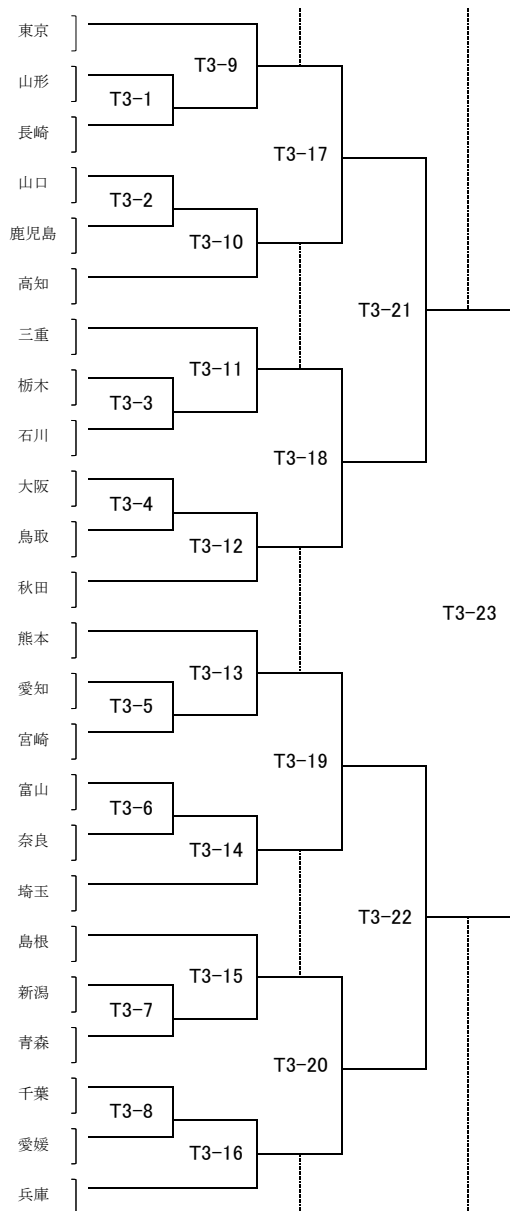 東京
T3-9
山形
T3-1
長崎
T3-17
山口
T3-2
鹿児島
T3-10
高知
T3-21
三重
T3-11
栃木
T3-3
石川
T3-18
大阪
T3-4
鳥取
T3-12
秋田
T3-23
熊本
T3-13
愛知
T3-5
宮崎
T3-19
富山
T3-6
奈良
T3-14
埼玉
T3-22
島根
T3-15
新潟
T3-7
青森
T3-20
千葉
T3-8
愛媛
T3-16
兵庫